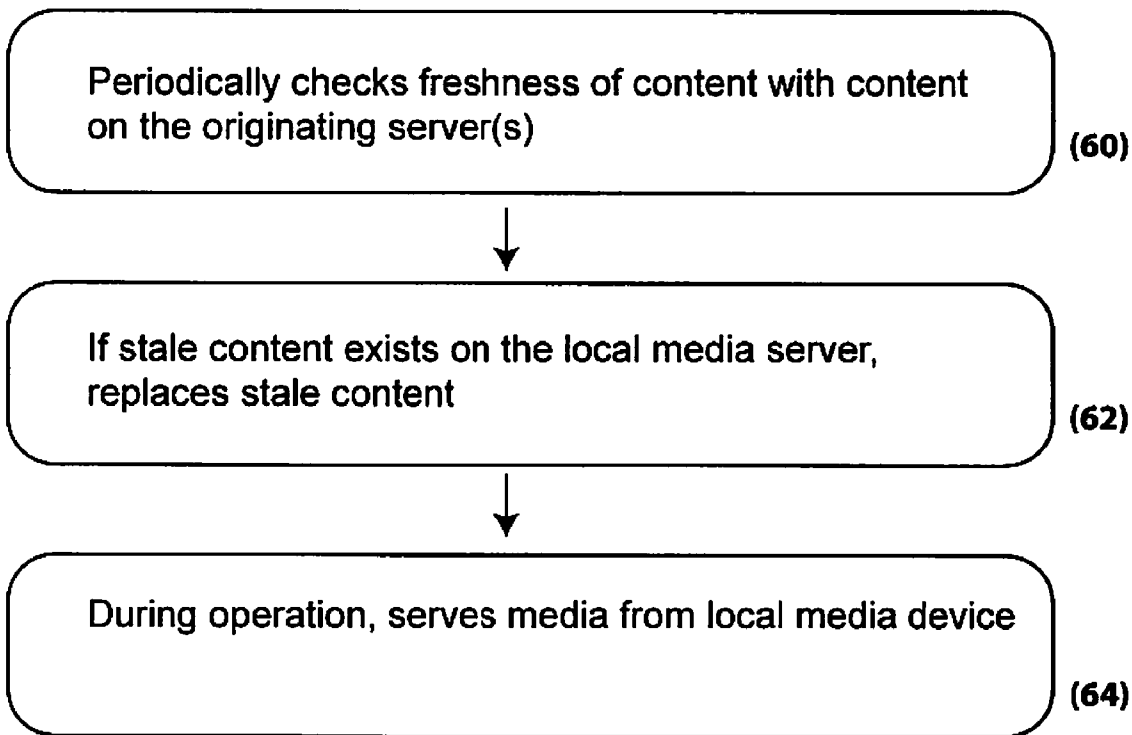 Periodically checks freshness of content with content
on the originating server(s)
(60)
If stale content exists on the local media server,
replaces stale content
(62)
During operation, serves media from local media device
(64)